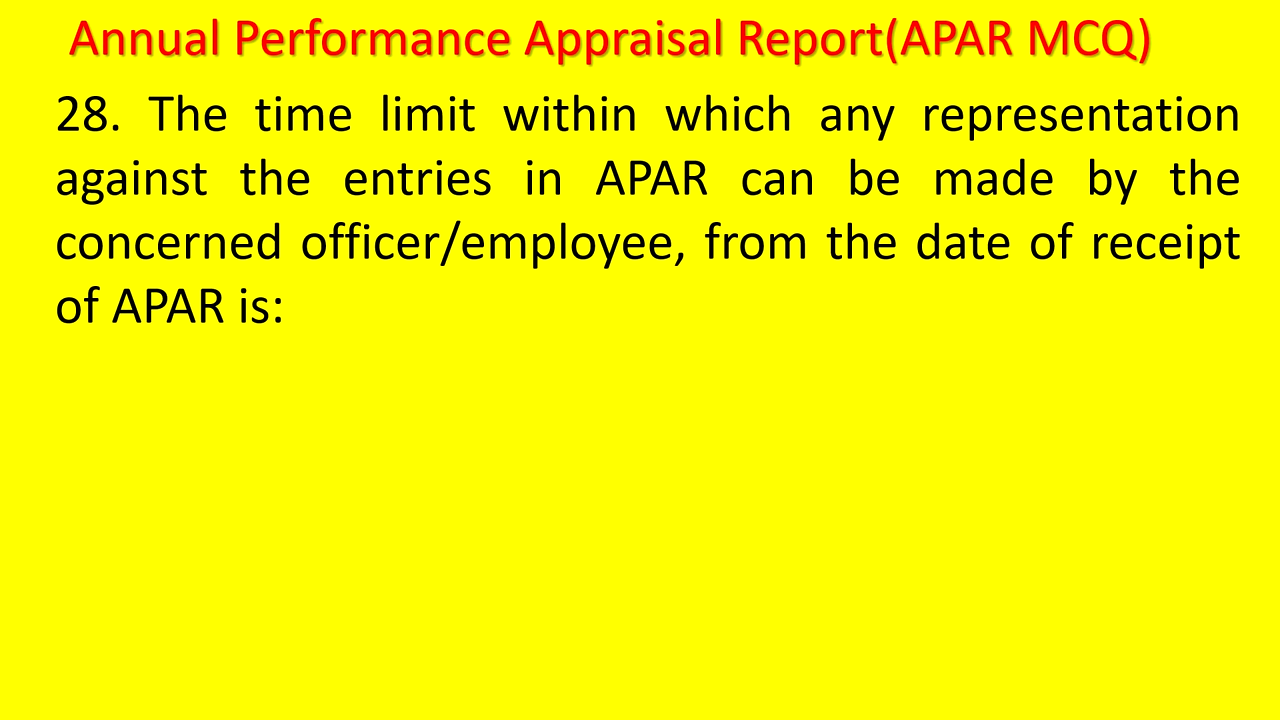 Annual Performance Appraisal Report(APAR MCQ)
28. The time limit within which any representation
against the entries in APAR can be made by the
concerned officer/employee, from the date of receipt
of APAR is: